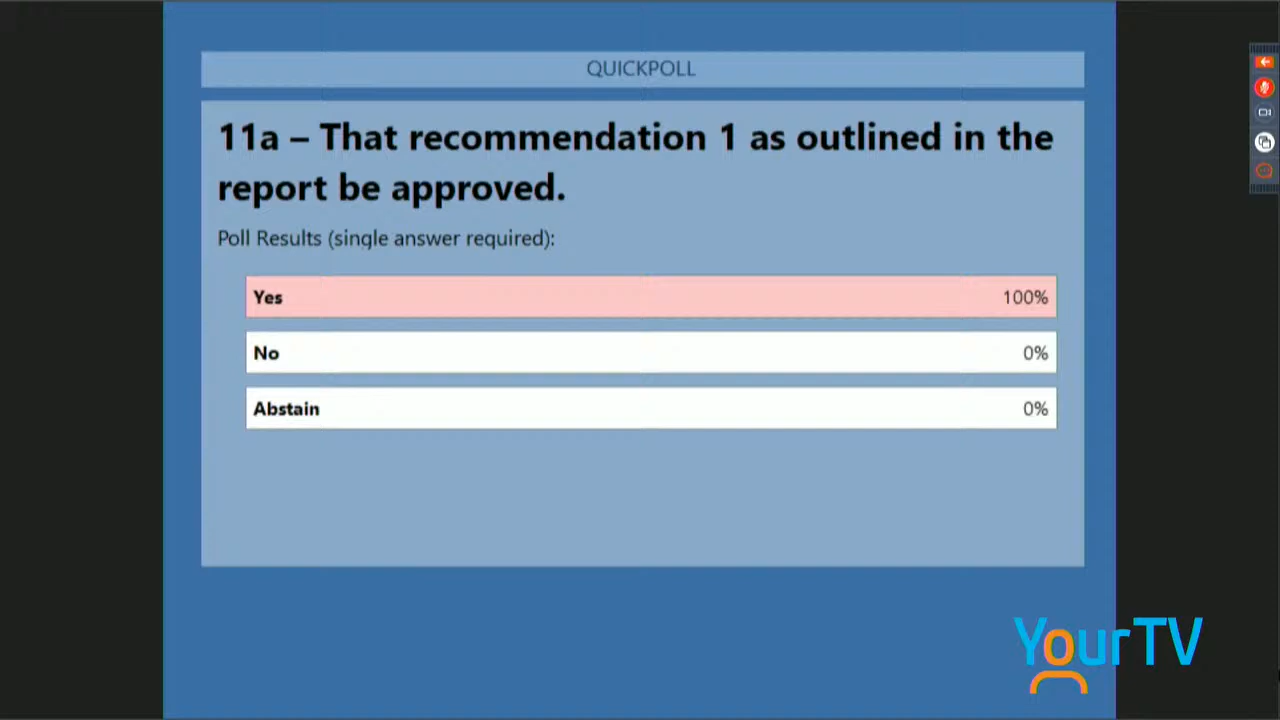 QUICKPOLL
11a – That recommendation 1 as outlined in the
report be approved.
Poll Results (single answer required):
Yes 100%
No 0%
Abstain 0%
YourTV